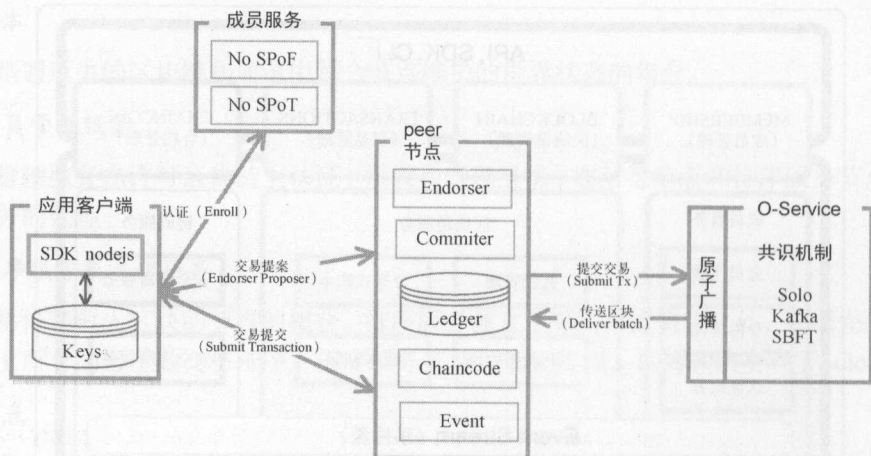 成员服务
No SPoF
No SPoT
peer
节点
Endorser
Commiter
Ledger
Chaincode
Event
应用客户端
SDK nodejs
Keys
认证（Enroll）
交易提案
（Endorser Proposer）
交易提交
（Submit Transaction）
提交交易
（Submit Tx）
传送区块
（Deliver batch）
原子广播
O-Service
共识机制
Solo
Kafka
SBFT